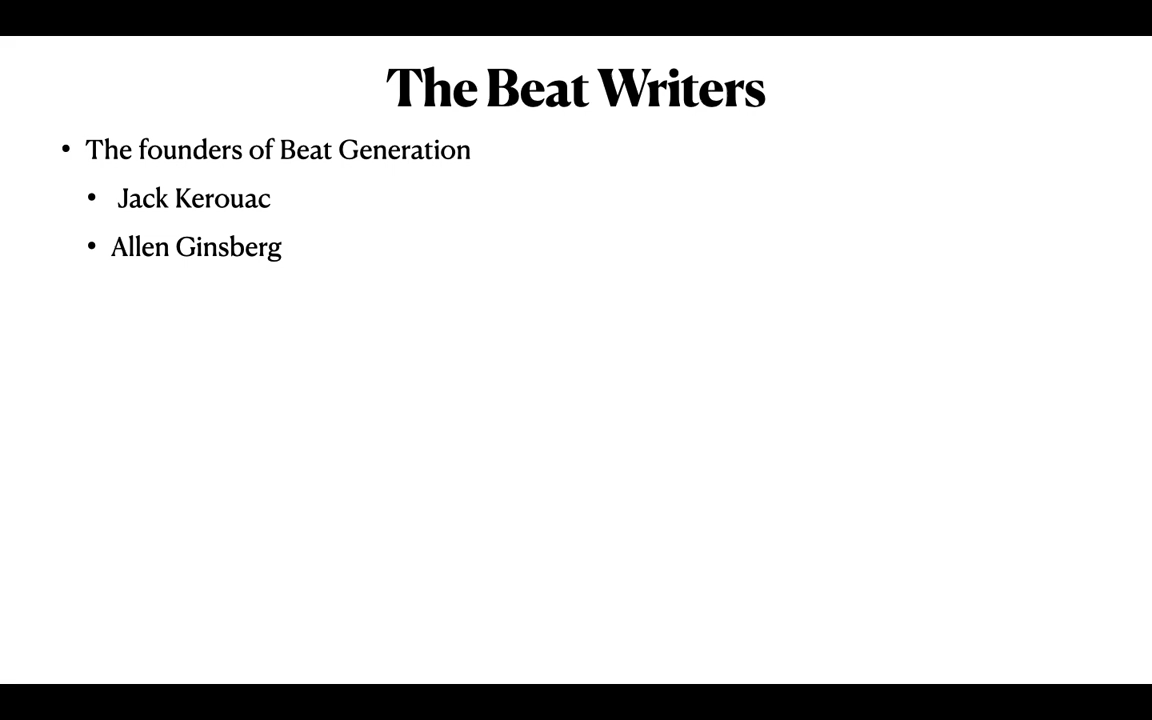 The Beat Writers
• The founders of Beat Generation
• Jack Kerouac
• Allen Ginsberg